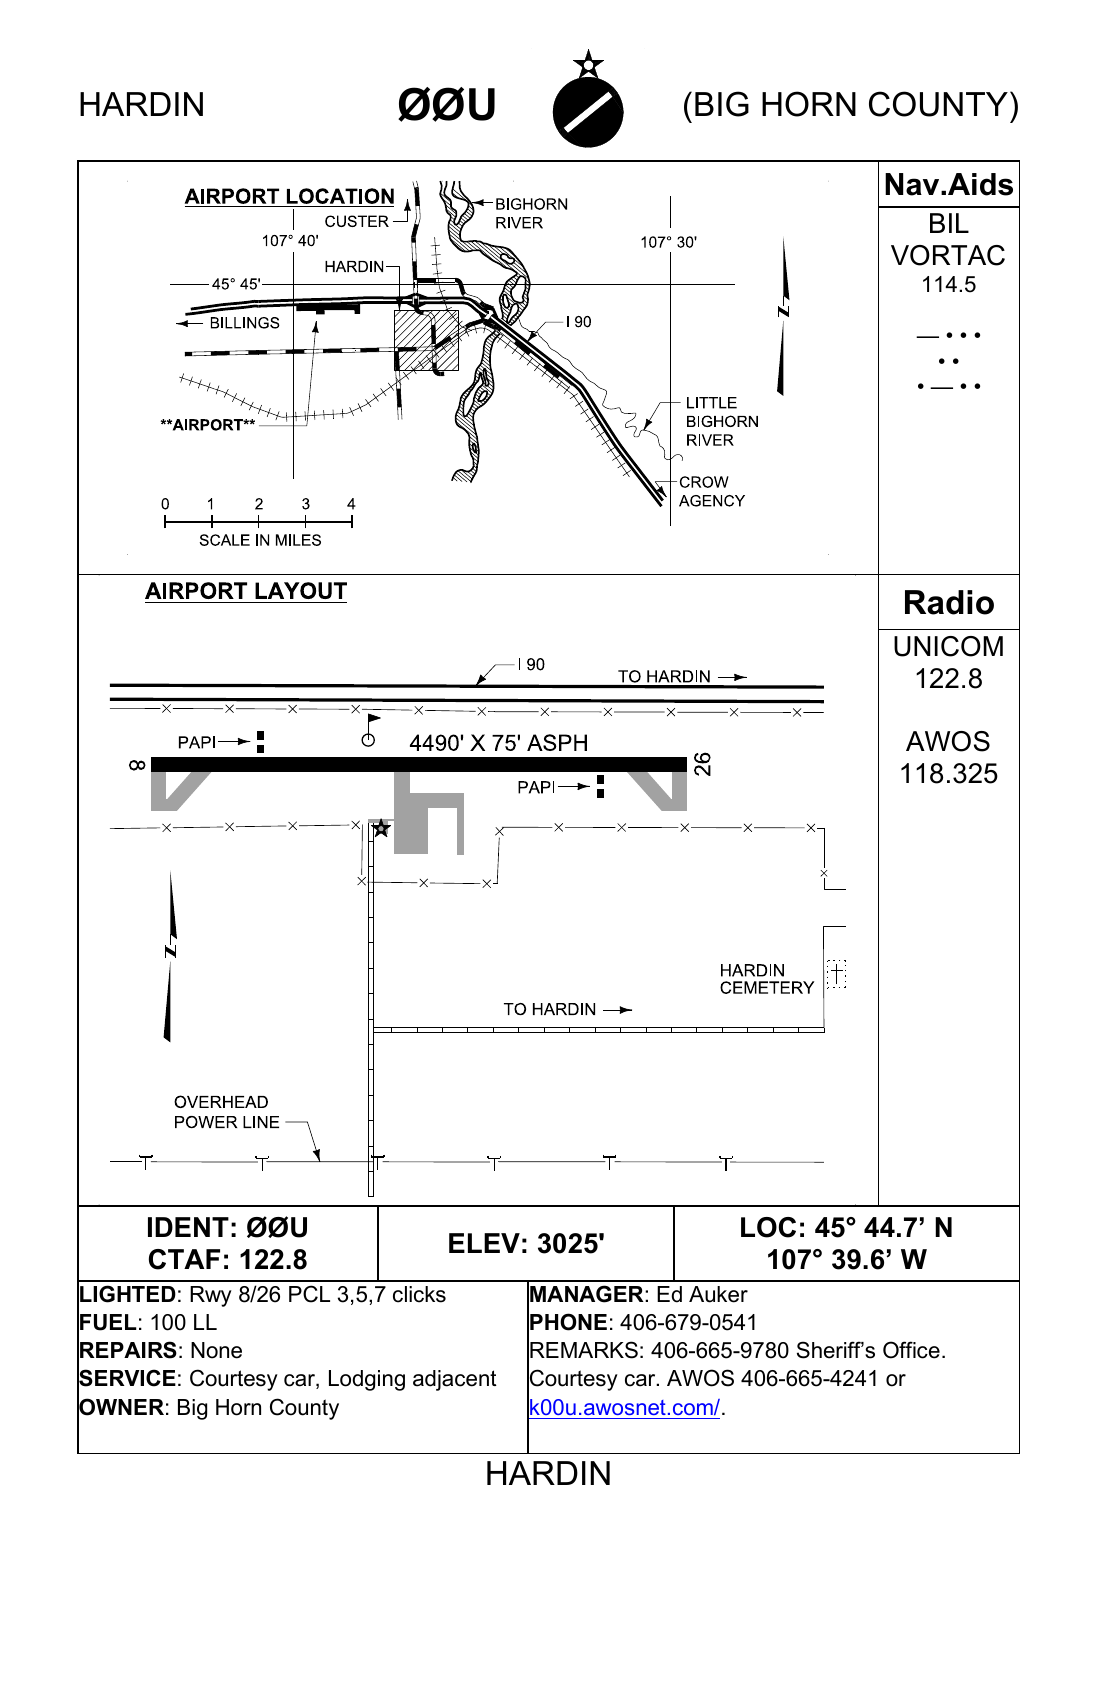 HARDIN ØØU (BIG HORN COUNTY)
AIRPORT LOCATION
CUSTER
BIGHORN
RIVER
107° 40'
107° 30'
HARDIN
45° 45'
BILLINGS
I 90
N
**AIRPORT**
LITTLE
BIGHORN
RIVER
CROW
AGENCY
0 1 2 3 4
SCALE IN MILES
Nav.Aids
BIL
VORTAC
114.5
— • • •
• •
• — • •
AIRPORT LAYOUT
I 90
TO HARDIN
PAPI
4490' X 75' ASPH
8
26
PAPI
N
HARDIN
CEMETERY
TO HARDIN
OVERHEAD
POWER LINE
Radio
UNICOM
122.8
AWOS
118.325
IDENT: ØØU
CTAF: 122.8
ELEV: 3025'
LOC: 45° 44.7’ N
107° 39.6’ W
LIGHTED: Rwy 8/26 PCL 3,5,7 clicks
FUEL: 100 LL
REPAIRS: None
SERVICE: Courtesy car, Lodging adjacent
OWNER: Big Horn County
MANAGER: Ed Auker
PHONE: 406-679-0541
REMARKS: 406-665-9780 Sheriff’s Office.
Courtesy car. AWOS 406-665-4241 or
k00u.awosnet.com/.
HARDIN